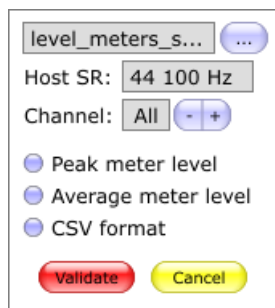 level_meters_s... ...
Host SR: 44 100 Hz
Channel: All - +
Peak meter level
Average meter level
CSV format
Validate Cancel